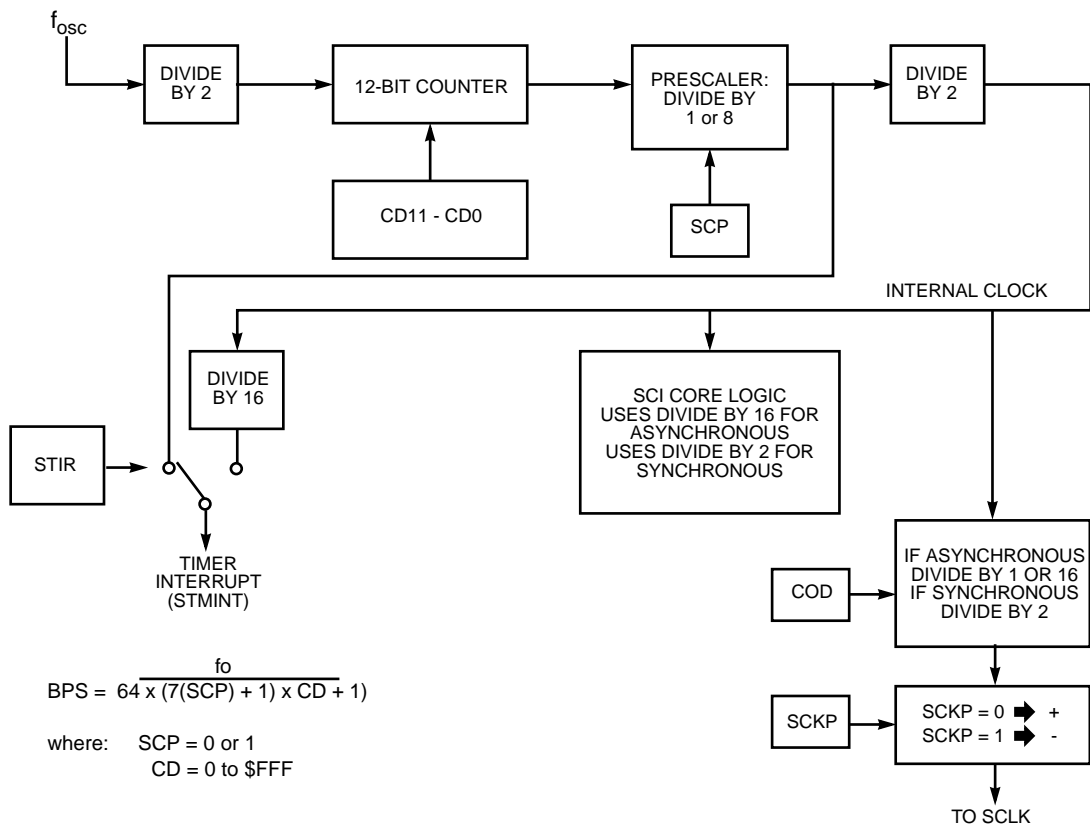 fosc
DIVIDE
BY 2
12-BIT COUNTER
PRESCALER:
DIVIDE BY
1 or 8
DIVIDE
BY 2
CD11 - CD0
SCP
INTERNAL CLOCK
DIVIDE
BY 16
SCI CORE LOGIC
USES DIVIDE BY 16 FOR
ASYNCHRONOUS
USES DIVIDE BY 2 FOR
SYNCHRONOUS
STIR
TIMER
INTERRUPT
(STMINT)
COD
IF ASYNCHRONOUS
DIVIDE BY 1 OR 16
IF SYNCHRONOUS
DIVIDE BY 2
fo
BPS = 64 x (7(SCP) + 1) x CD + 1)
where: SCP = 0 or 1
CD = 0 to $FFF
SCKP
SCKP = 0 ➡ +
SCKP = 1 ➡ -
TO SCLK